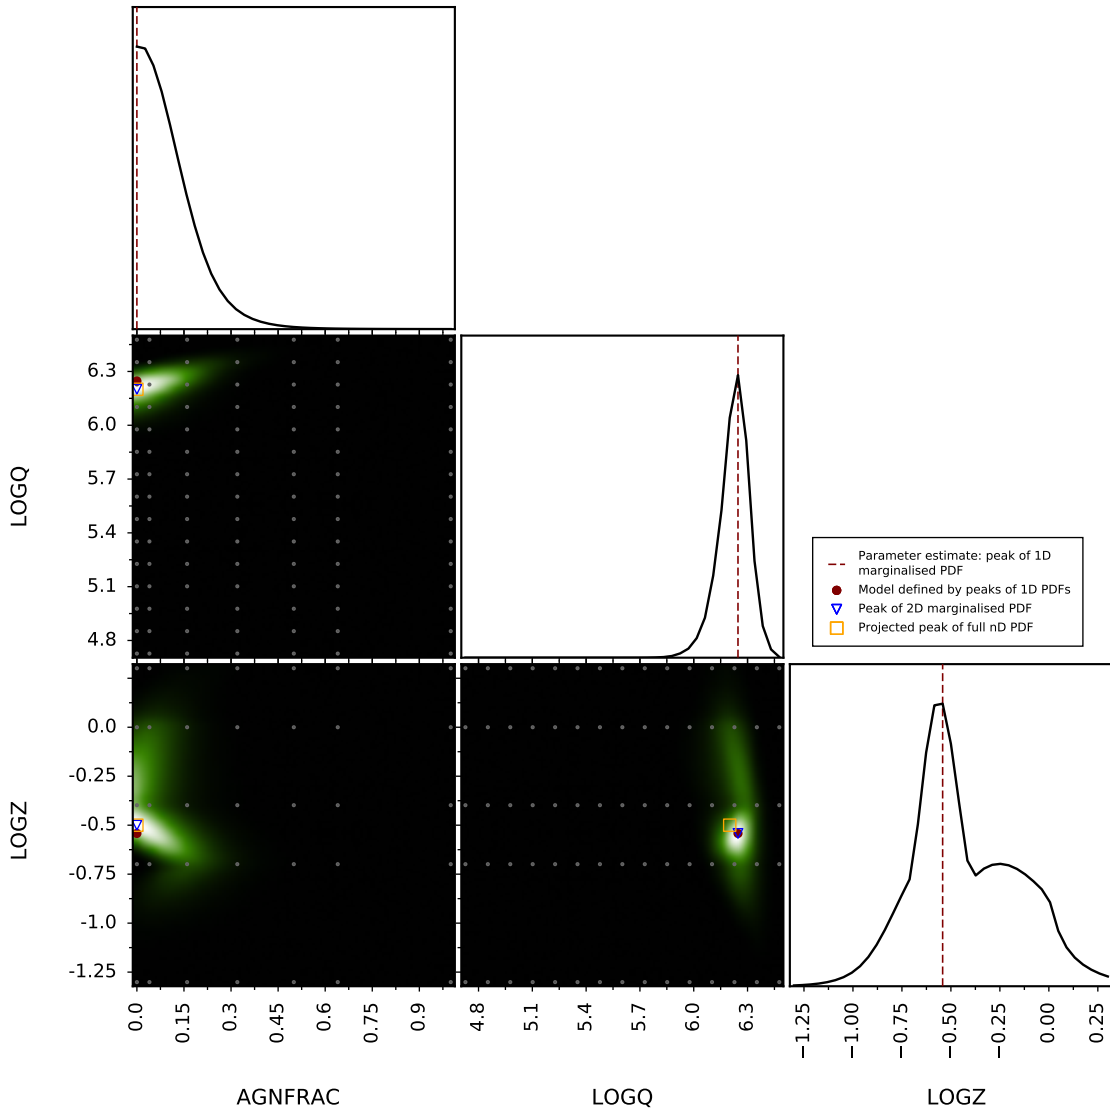 6.3
6.0
5.7
5.4
5.1
4.8
LOGQ
Parameter estimate: peak of 1D
marginalised PDF
Model defined by peaks of 1D PDFs
Peak of 2D marginalised PDF
Projected peak of full nD PDF
0.0
-0.25
-0.5
-0.75
-1.0
-1.25
LOGZ
0.0 0.15 0.3 0.45 0.6 0.75 0.9
4.8 5.1 5.4 5.7 6.0 6.3
−1.25 −1.00 −0.75 −0.50 −0.25 0.00 0.25
AGNFRAC LOGQ LOGZ